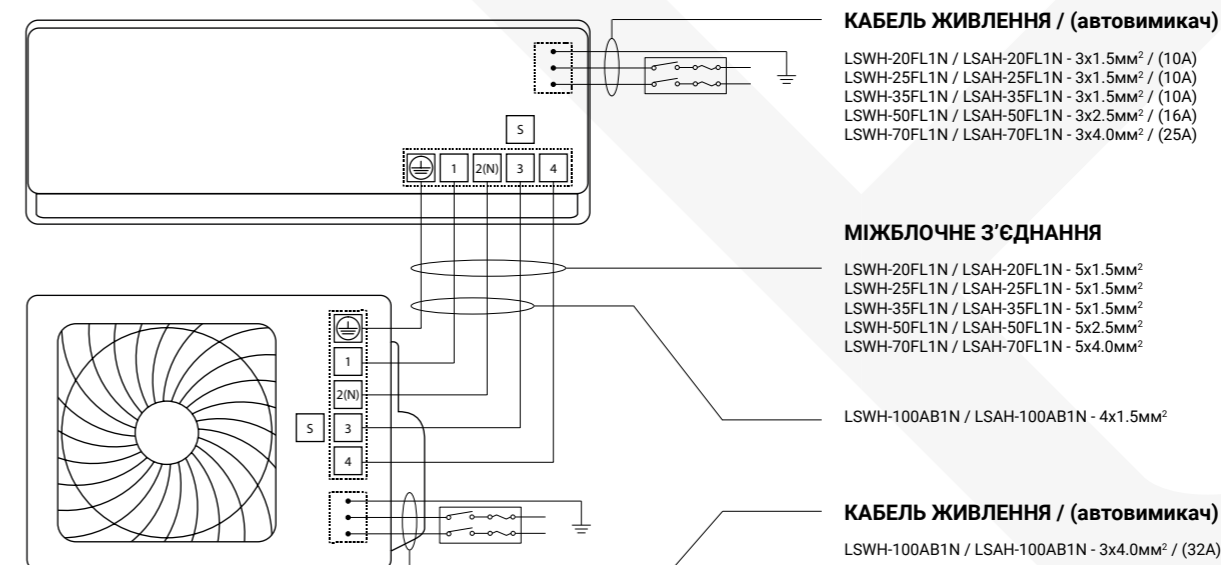 КАБЕЛЬ ЖИВЛЕННЯ / (автовимикач)
LSWH-20FL1N / LSAH-20FL1N - 3x1.5мм²  / (10A)
LSWH-25FL1N / LSAH-25FL1N - 3x1.5мм² / (10A)
LSWH-35FL1N / LSAH-35FL1N - 3x1.5мм² / (10A)
LSWH-50FL1N / LSAH-50FL1N - 3x2.5мм² / (16A)
LSWH-70FL1N / LSAH-70FL1N - 3x4.0мм² / (25A)
S
1 2(N) 3 4
МІЖБЛОЧНЕ З’ЄДНАННЯ
LSWH-20FL1N / LSAH-20FL1N - 5x1.5мм²
LSWH-25FL1N / LSAH-25FL1N - 5x1.5мм²
LSWH-35FL1N / LSAH-35FL1N - 5x1.5мм²
LSWH-50FL1N / LSAH-50FL1N - 5x2.5мм²
LSWH-70FL1N / LSAH-70FL1N - 5x4.0мм²
1
2(N)
S 3
4
LSWH-100AB1N / LSAH-100AB1N - 4x1.5мм²
КАБЕЛЬ ЖИВЛЕННЯ / (автовимикач)
LSWH-100AB1N / LSAH-100AB1N - 3x4.0мм² / (32A)